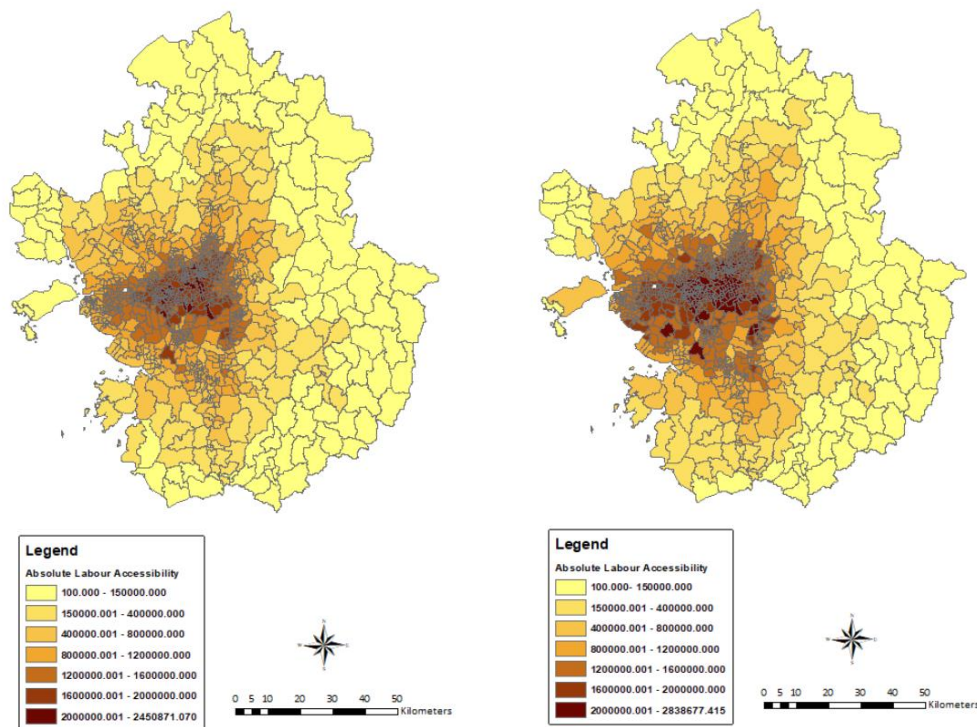 Legend
Absolute Labour Accessibility
100.000 - 150000.000
150000.001 - 400000.000
400000.001 - 800000.000
800000.001 - 1200000.000
1200000.001 - 1600000.000
1600000.001 - 2000000.000
2000000.001 - 2450871.070
N
W
E
S
0 5 10 20 30 40 50
Kilometers
Legend
Absolute Labour Accessibility
100.000- 150000.000
150000.001 - 400000.000
400000.001 - 800000.000
800000.001 - 1200000.000
1200000.001 - 1600000.000
1600000.001 - 2000000.000
2000000.001 - 2838677.415
N
W
E
S
0 5 10 20 30 40 50
Kilometers